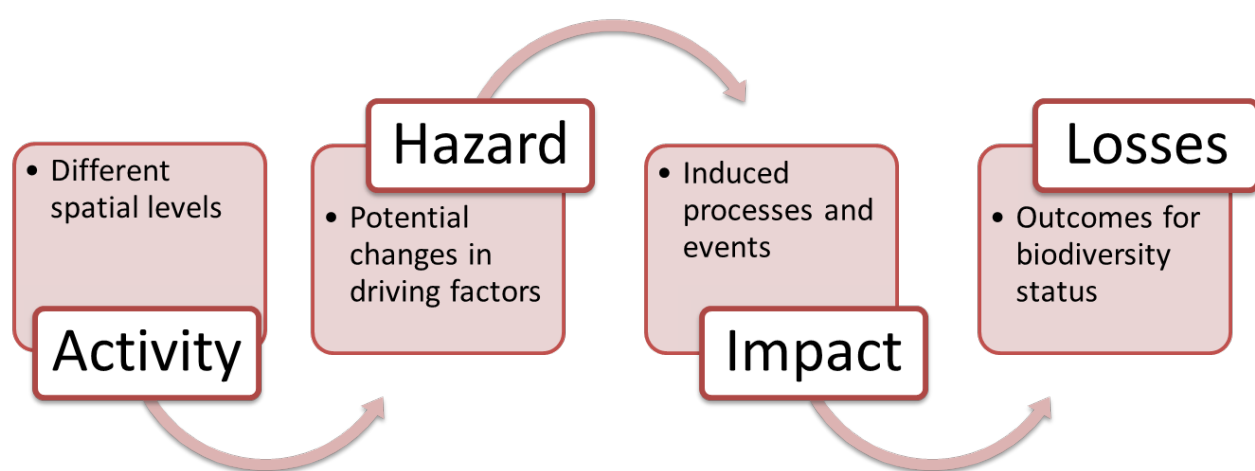 • Different
spatial levels
Activity
Hazard
• Potential
changes in
driving factors
• Induced
processes and
events
Impact
Losses
• Outcomes for
biodiversity
status